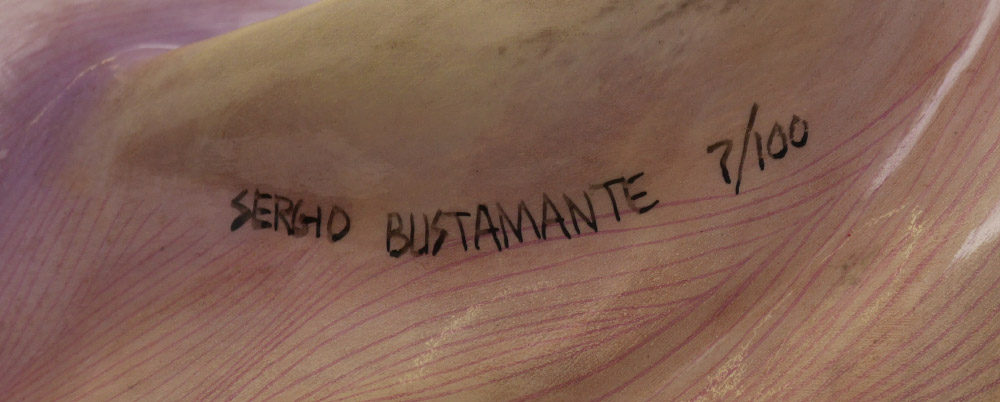 SERGIO BUSTAMANTE 7/100